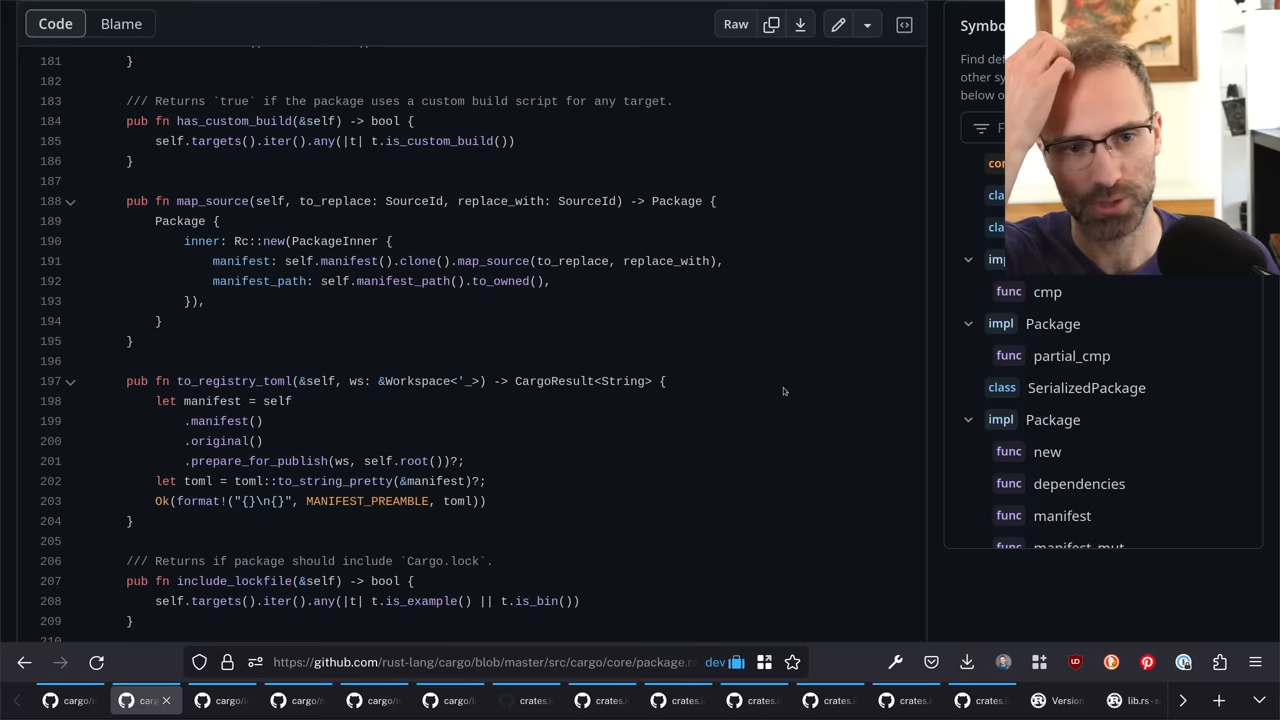 Code Blame Raw
181 }
182
183 /// Returns `true` if the package uses a custom build script for any target.
184 pub fn has_custom_build(&self) -> bool {
185 self.targets().iter().any(|t| t.is_custom_build())
186 }
187
188 pub fn map_source(self, to_replace: SourceId, replace_with: SourceId) -> Package {
189 Package {
190 inner: Rc::new(PackageInner {
191 manifest: self.manifest().clone().map_source(to_replace, replace_with),
192 manifest_path: self.manifest_path().to_owned(),
193 }),
194 }
195 }
196
197 pub fn to_registry_toml(&self, ws: &Workspace<'_>) -> CargoResult<String> {
198 let manifest = self
199 .manifest()
200 .original()
201 .prepare_for_publish(ws, self.root())?;
202 let toml = toml::to_string_pretty(&manifest)?;
203 Ok(format!("{}\n{}", MANIFEST_PREAMBLE, toml))
204 }
205
206 /// Returns if package should include `Cargo.lock`.
207 pub fn include_lockfile(&self) -> bool {
208 self.targets().iter().any(|t| t.is_example() || t.is_bin())
209 }
210
Symbo
Find def
other sy
below o
F
con
cla
cla
imp
func cmp
impl Package
func partial_cmp
class SerializedPackage
impl Package
func new
func dependencies
func manifest
func manifest_mut
https://github.com/rust-lang/cargo/blob/master/src/cargo/core/package.r dev
cargo/r carg cargo/ cargo/r cargo/r cargo/l crates.i crates. crates. crates. crates. crates. crates. Version lib.rs - s